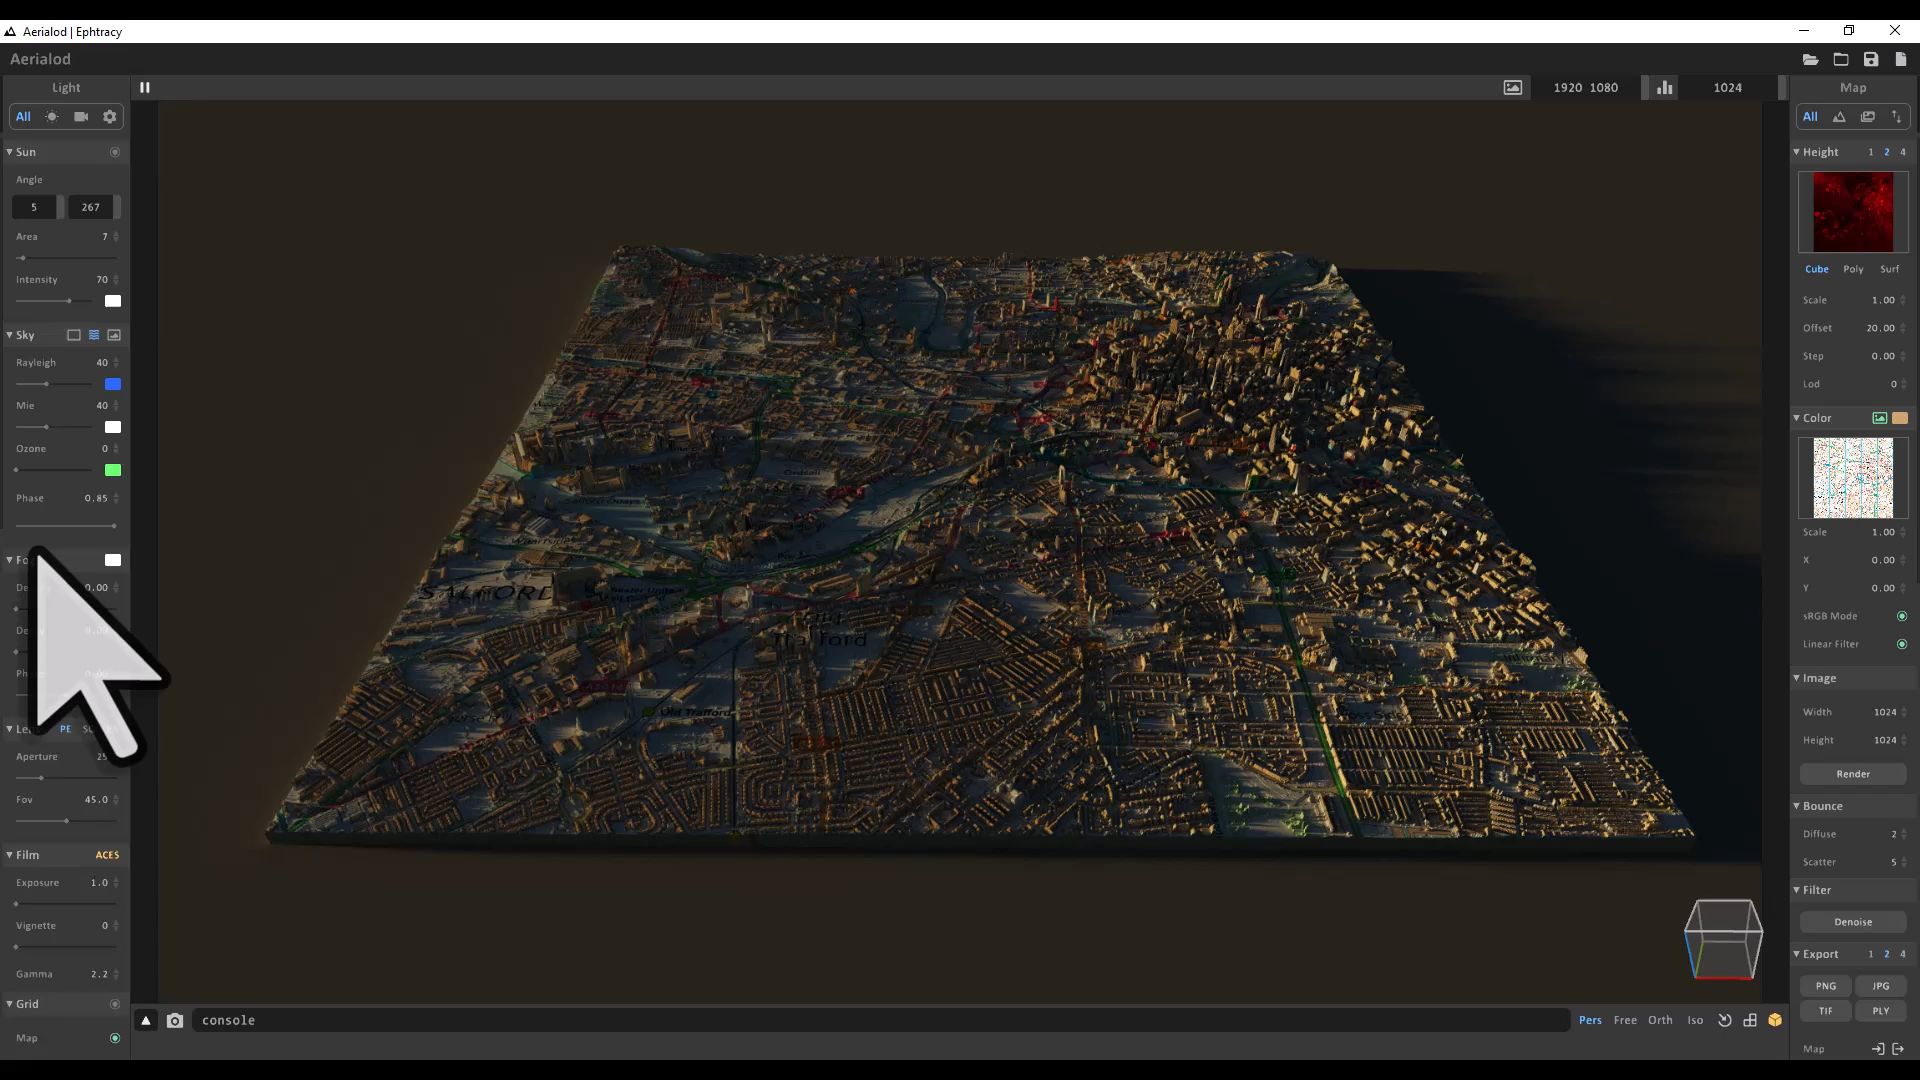 Aerialod | Ephtracy
Aerialod
Light
1920 1080
1024
Map
All
All
Sun
Angle
5 267
Area 7
Intensity 70
Sky
Rayleigh 40
Mie 40
Ozone 0
Phase 0.85
0.00
PE
Aperture
Fov 45.0
Film ACES
Exposure 1.0
Vignette 0
Gamma 2.2
Grid
Map
SALFORD
Old Trafford
Trafford
console
Pers Free Orth Iso
Height 1 2 4
Cube Poly Surf
Scale 1.00
Offset 20.00
Step 0.00
Lod 0
Color
Scale 1.00
X 0.00
Y 0.00
sRGB Mode
Linear Filter
Image
Width 1024
Height 1024
Render
Bounce
Diffuse 2
Scatter 5
Filter
Denoise
Export 1 2 4
PNG JPG
TIF PLY
Map